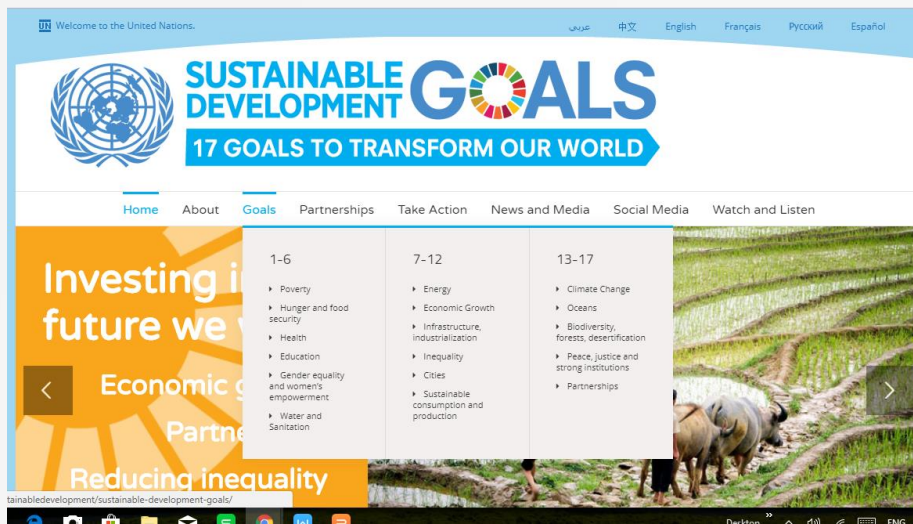 UN Welcome to the United Nations.
عربي 中文 English Français Русский Español
SUSTAINABLE
DEVELOPMENT
GOALS
17 GOALS TO TRANSFORM OUR WORLD
Home About Goals Partnerships Take Action News and Media Social Media Watch and Listen
Investing i
future we
Economic g
Partne
Reducing inequality
1-6
Poverty
Hunger and food
security
Health
Education
Gender equality
and women's
empowerment
Water and
Sanitation
7-12
Energy
Economic Growth
Infrastructure,
industrialization
Inequality
Cities
Sustainable
consumption and
production
13-17
Climate Change
Oceans
Biodiversity,
forests, desertification
Peace, justice and
strong institutions
Partnerships
tainabledevelopment/sustainable-development-goals/
Desktop ENG